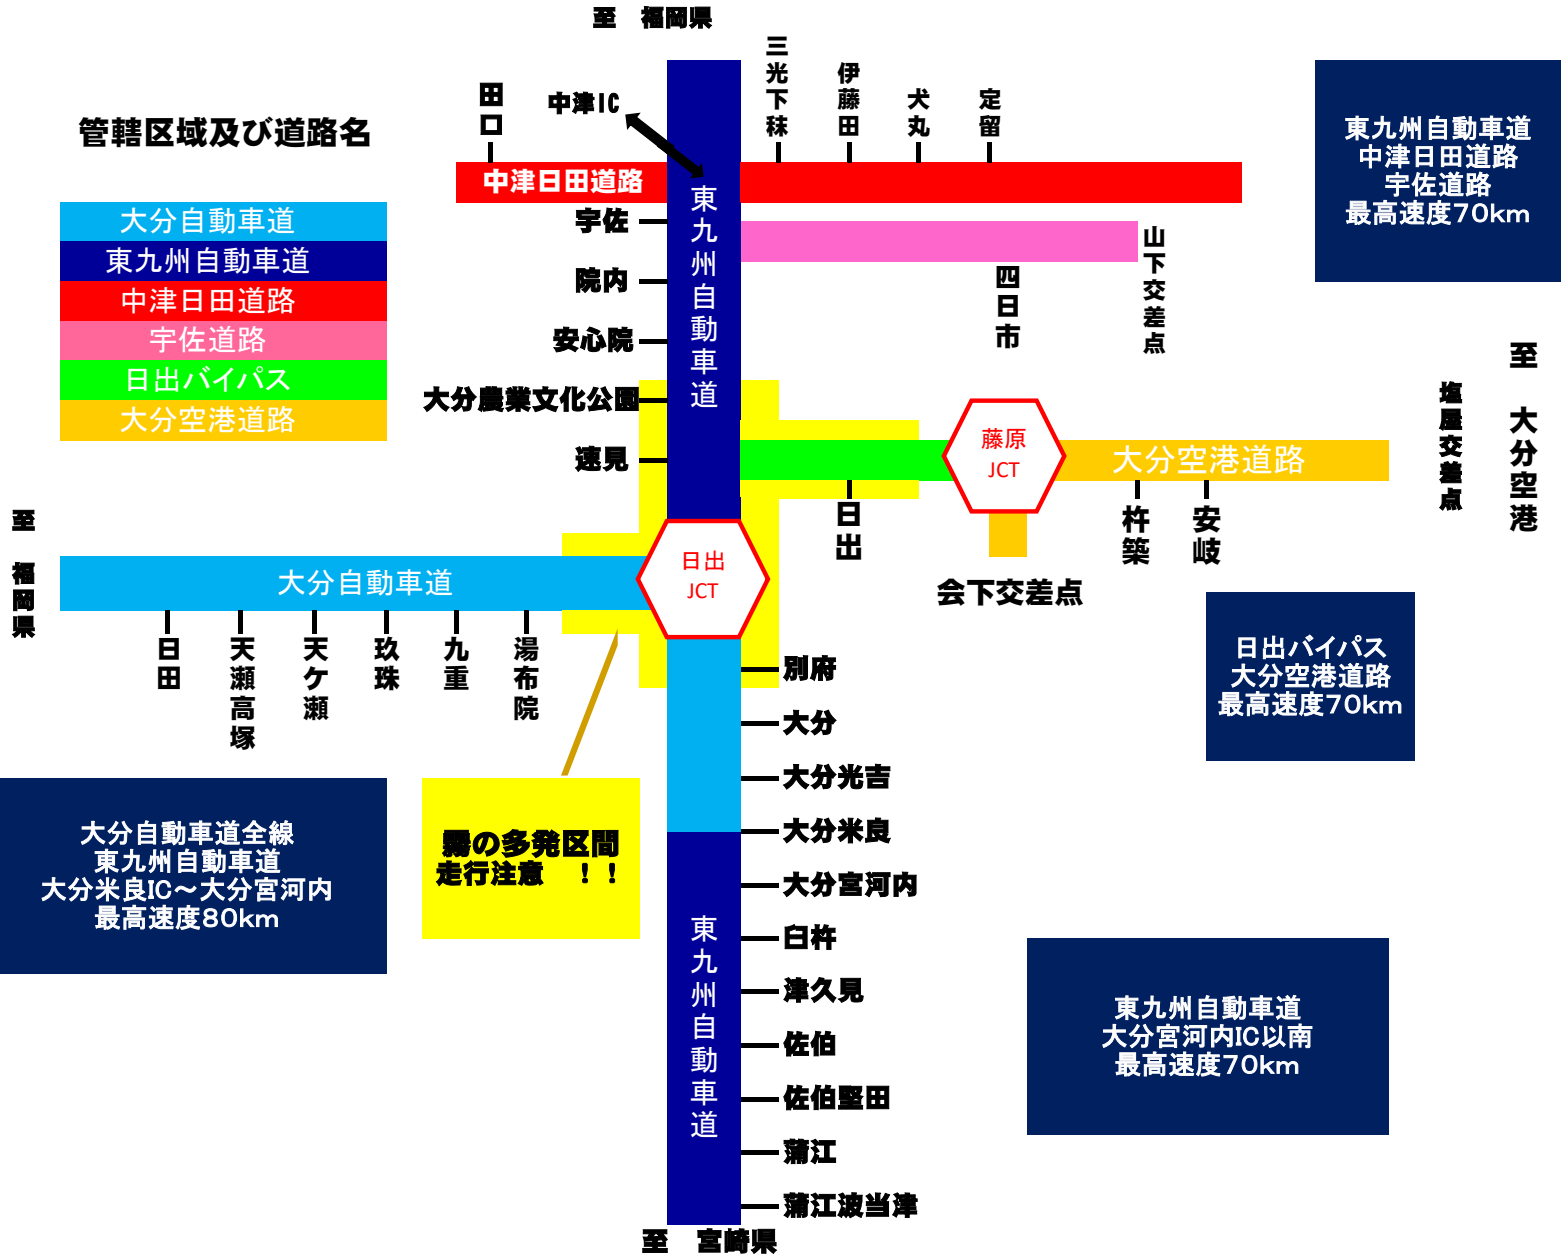 至　福岡県
管轄区域及び道路名
大分自動車道
東九州自動車道
中津日田道路
宇佐道路
日出バイパス
大分空港道路
田口
中津IC
三光下秣
伊藤田
犬丸
定留
中津日田道路
東九州自動車道
中津日田道路
宇佐道路
最高速度70km
東九州自動車道
宇佐
院内
安心院
大分農業文化公園
速見
四日市
山下交差点
藤原
JCT
大分空港道路
日出
杵築
安岐
会下交差点
塩屋交差点
至　大分空港
至　福岡県
大分自動車道
日出
JCT
日田
天瀬高塚
天ケ瀬
玖珠
九重
湯布院
日出バイパス
大分空港道路
最高速度70km
別府
大分
大分光吉
大分米良
大分宮河内
臼杵
津久見
佐伯
佐伯堅田
蒲江
蒲江波当津
大分自動車道全線
東九州自動車道
大分米良IC～大分宮河内
最高速度80km
霧の多発区間
走行注意　！！
東九州自動車道
東九州自動車道
大分宮河内IC以南
最高速度70km
至　宮崎県